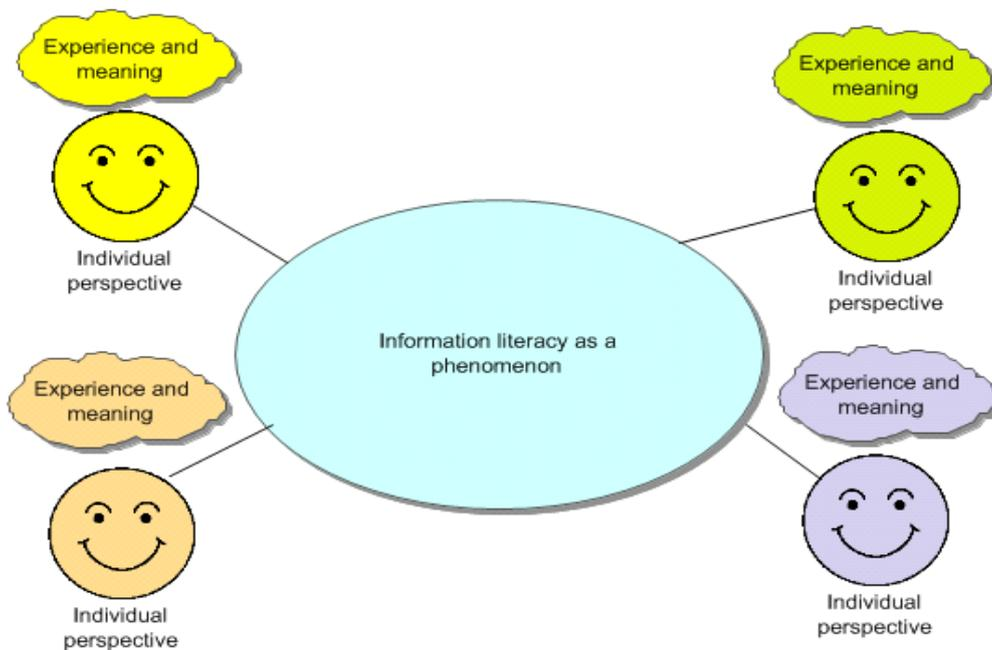 Experience and
meaning
Experience and
meaning
Individual
perspective
Individual
perspective
Information literacy as a
phenomenon
Experience and
meaning
Experience and
meaning
Individual
perspective
Individual
perspective